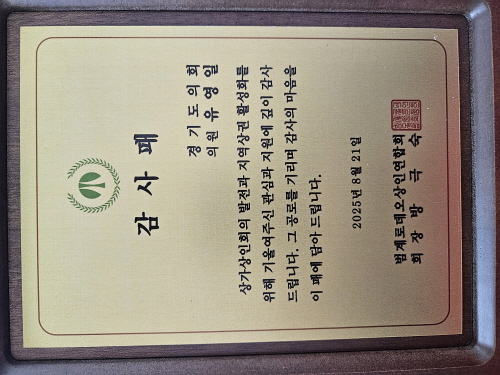 감 사 패
경 기 도 의 회
의 원 유 영 일
상가상인회의 발전과 지역상권 활성화를
위해 기울여주신 관심과 지원에 깊이 감사
드립니다. 그 공로를 기리며 감사의 마음을
이 패에 담아 드립니다.
2025년 8월 21일
범계로데오상인연합회
회 장 방 극 숙